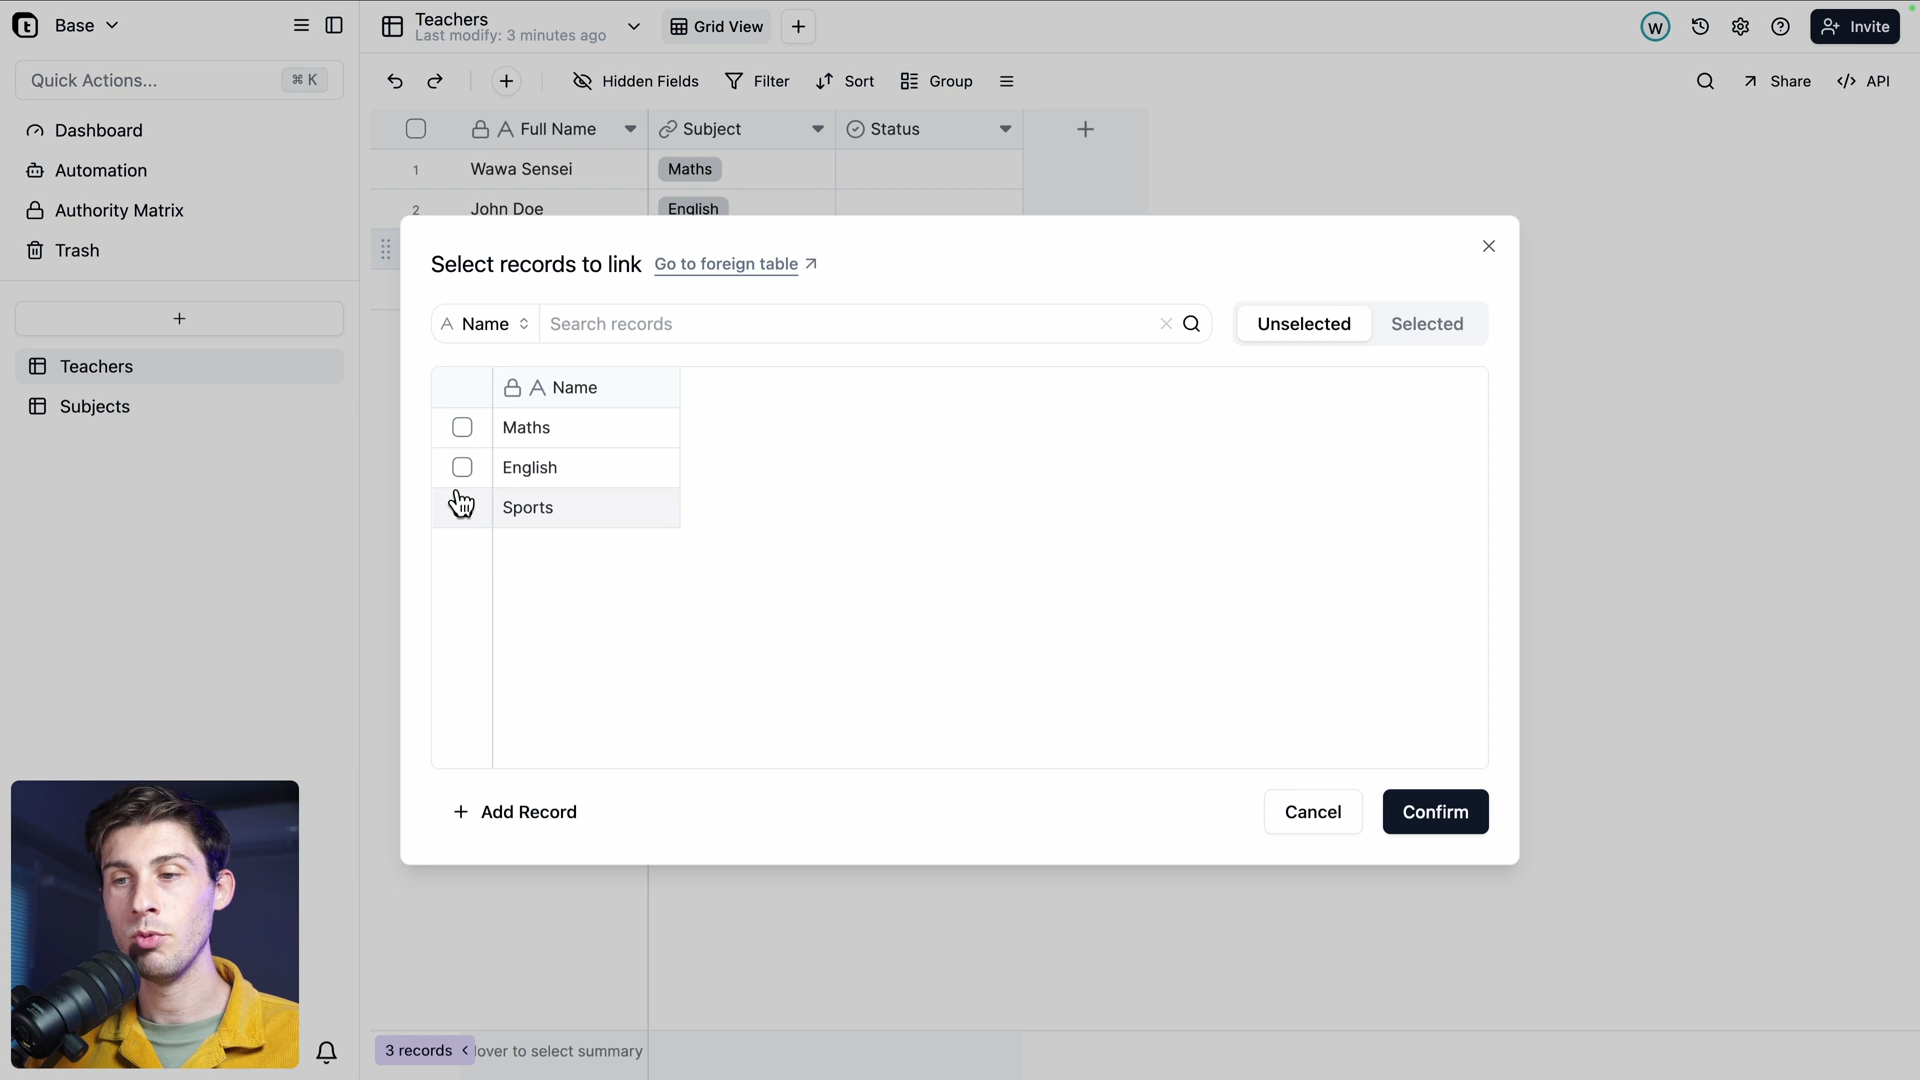 Base
Quick Actions...
⌘ K
Dashboard
Automation
Authority Matrix
Trash
Teachers
Subjects
Teachers
Last modify: 3 minutes ago
Grid View
W
Invite
Hidden Fields
Filter
Sort
Group
Share
API
Full Name
Subject
Status
1
Wawa Sensei
Maths
2
John Doe
English
Select records to link
Go to foreign table
Name
Search records
Unselected
Selected
Name
Maths
English
Sports
Add Record
Cancel
Confirm
3 records
over to select summary